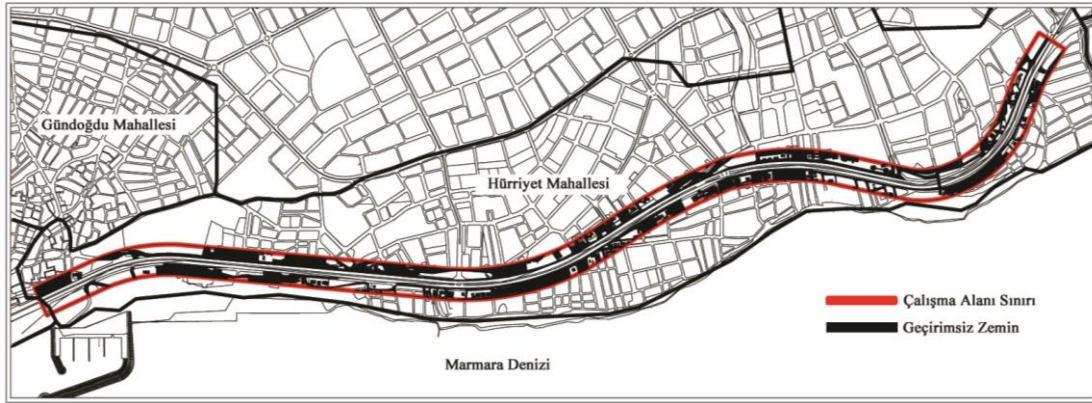 Gündoğdu Mahallesi
Hürriyet Mahallesi
Çalışma Alanı Sınırı
Geçirimsiz Zemin
Marmara Denizi